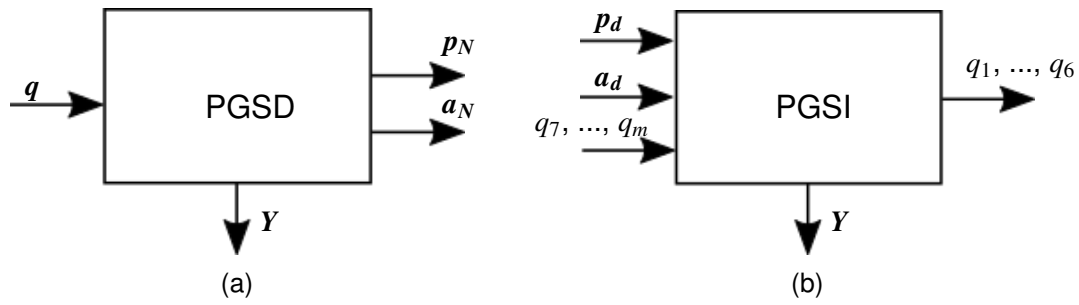 q
PGSD
p_N
a_N
Y
(a)
p_d
a_d
q_7, ..., q_m
PGSI
q_1, ..., q_6
Y
(b)